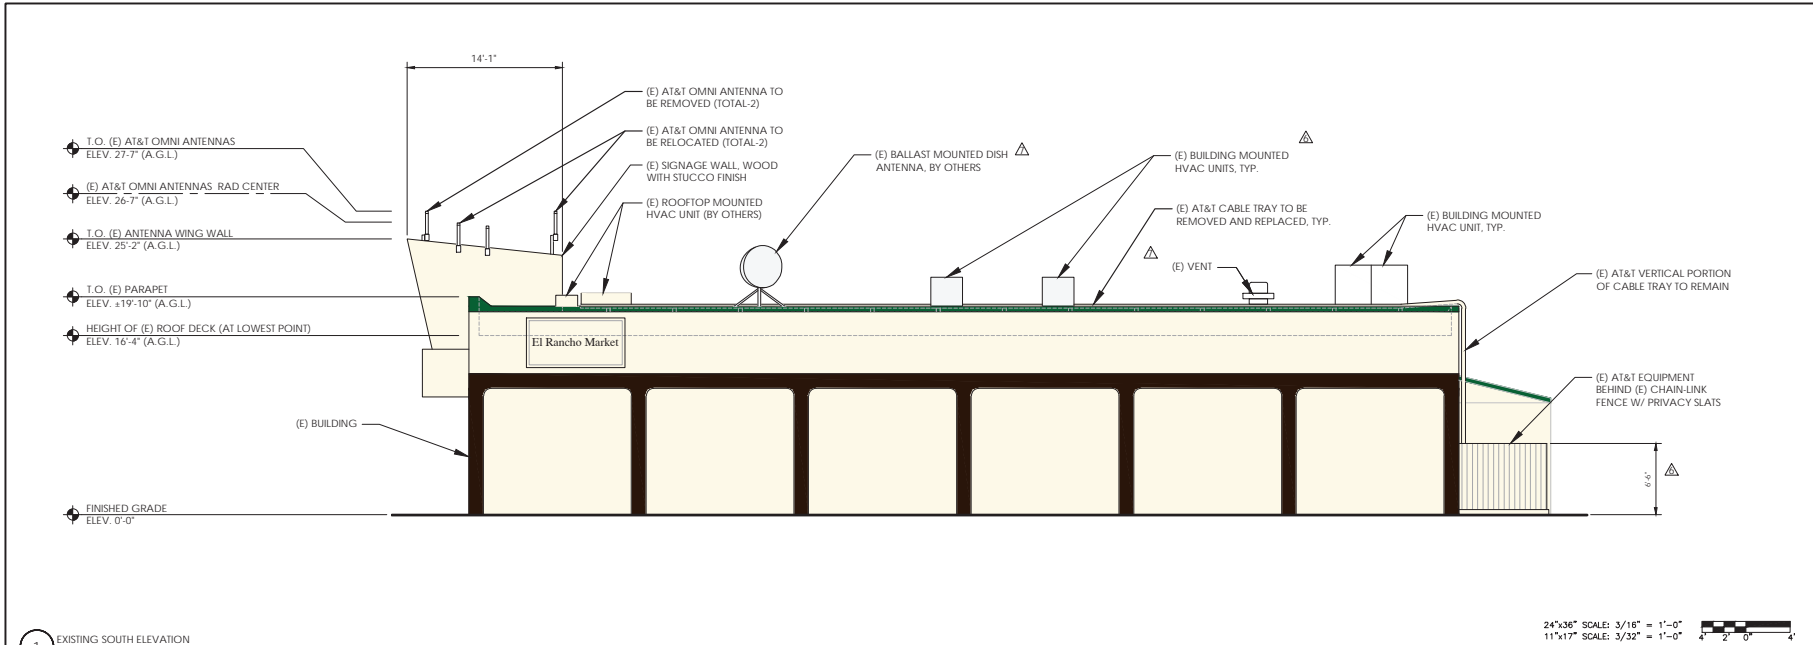 14'-1"
(E) AT&T OMNI ANTENNA TO
BE REMOVED (TOTAL-2)
(E) AT&T OMNI ANTENNA TO
BE RELOCATED (TOTAL-2)
(E) SIGNAGE WALL, WOOD
WITH STUCCO FINISH
(E) ROOFTOP MOUNTED
HVAC UNIT (BY OTHERS)
(E) BALLAST MOUNTED DISH
ANTENNA, BY OTHERS
7
6
(E) BUILDING MOUNTED
HVAC UNITS, TYP.
(E) AT&T CABLE TRAY TO BE
REMOVED AND REPLACED, TYP.
7
(E) VENT
(E) BUILDING MOUNTED
HVAC UNIT, TYP.
(E) AT&T VERTICAL PORTION
OF CABLE TRAY TO REMAIN
(E) AT&T EQUIPMENT
BEHIND (E) CHAIN-LINK
FENCE W/ PRIVACY SLATS
6'-6"
6
T.O. (E) AT&T OMNI ANTENNAS
ELEV. 27'-7" (A.G.L.)
(E) AT&T OMNI ANTENNAS RAD CENTER
ELEV. 26'-7" (A.G.L.)
T.O. (E) ANTENNA WING WALL
ELEV. 25'-2" (A.G.L.)
T.O. (E) PARAPET
ELEV. ±19'-10" (A.G.L.)
HEIGHT OF (E) ROOF DECK (AT LOWEST POINT)
ELEV. 16'-4" (A.G.L.)
El Rancho Market
(E) BUILDING
FINISHED GRADE
ELEV. 0'-0"
EXISTING SOUTH ELEVATION
24"x36" SCALE: 3/16" = 1'-0"
11"x17" SCALE: 3/32" = 1'-0"
4' 2' 0" 4'